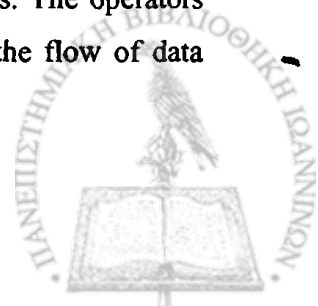 s. The operators
the flow of data
ΠΑΝΕΠΙΣΤΗΜΙΑΚΗ ΒΙΒΛΙΟΘΗΚΗ ΙΩΑΝΝΙΝΩΝ